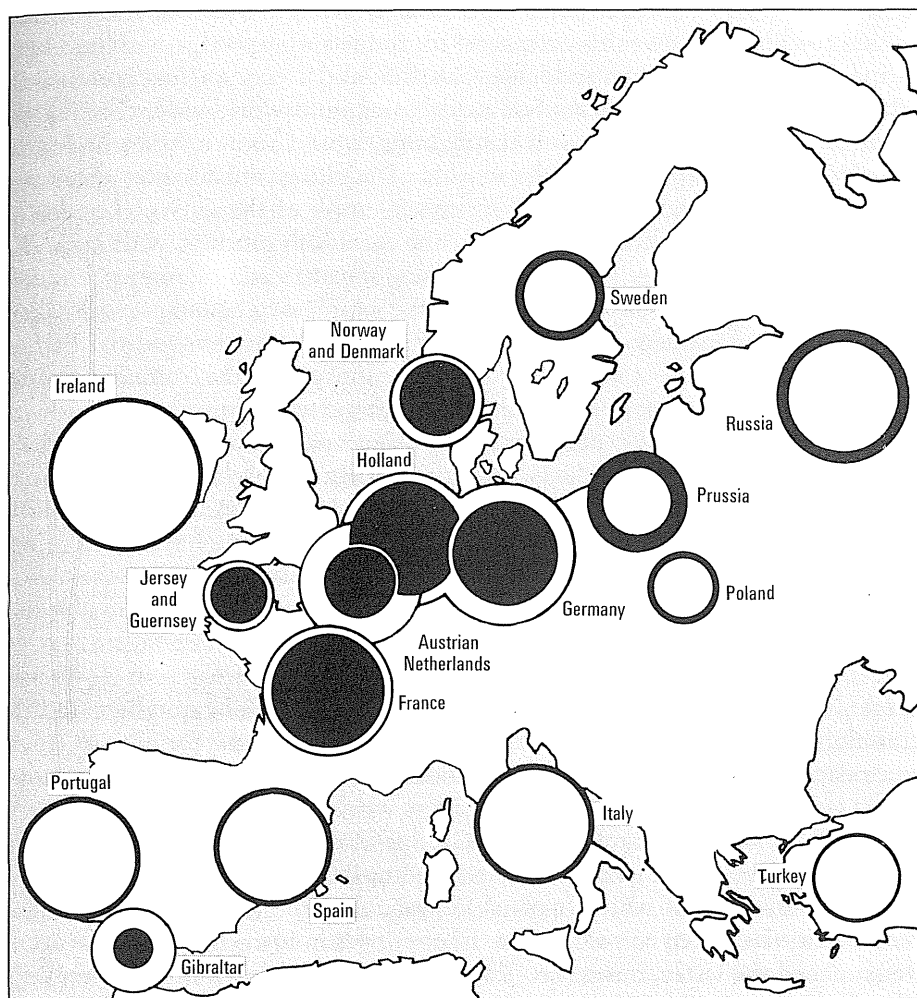 Sweden
Norway
and Denmark
Ireland
Russia
Holland
Prussia
Jersey
and
Guernsey
Poland
Germany
Austrian
Netherlands
France
Portugal
Italy
Turkey
Spain
Gibraltar